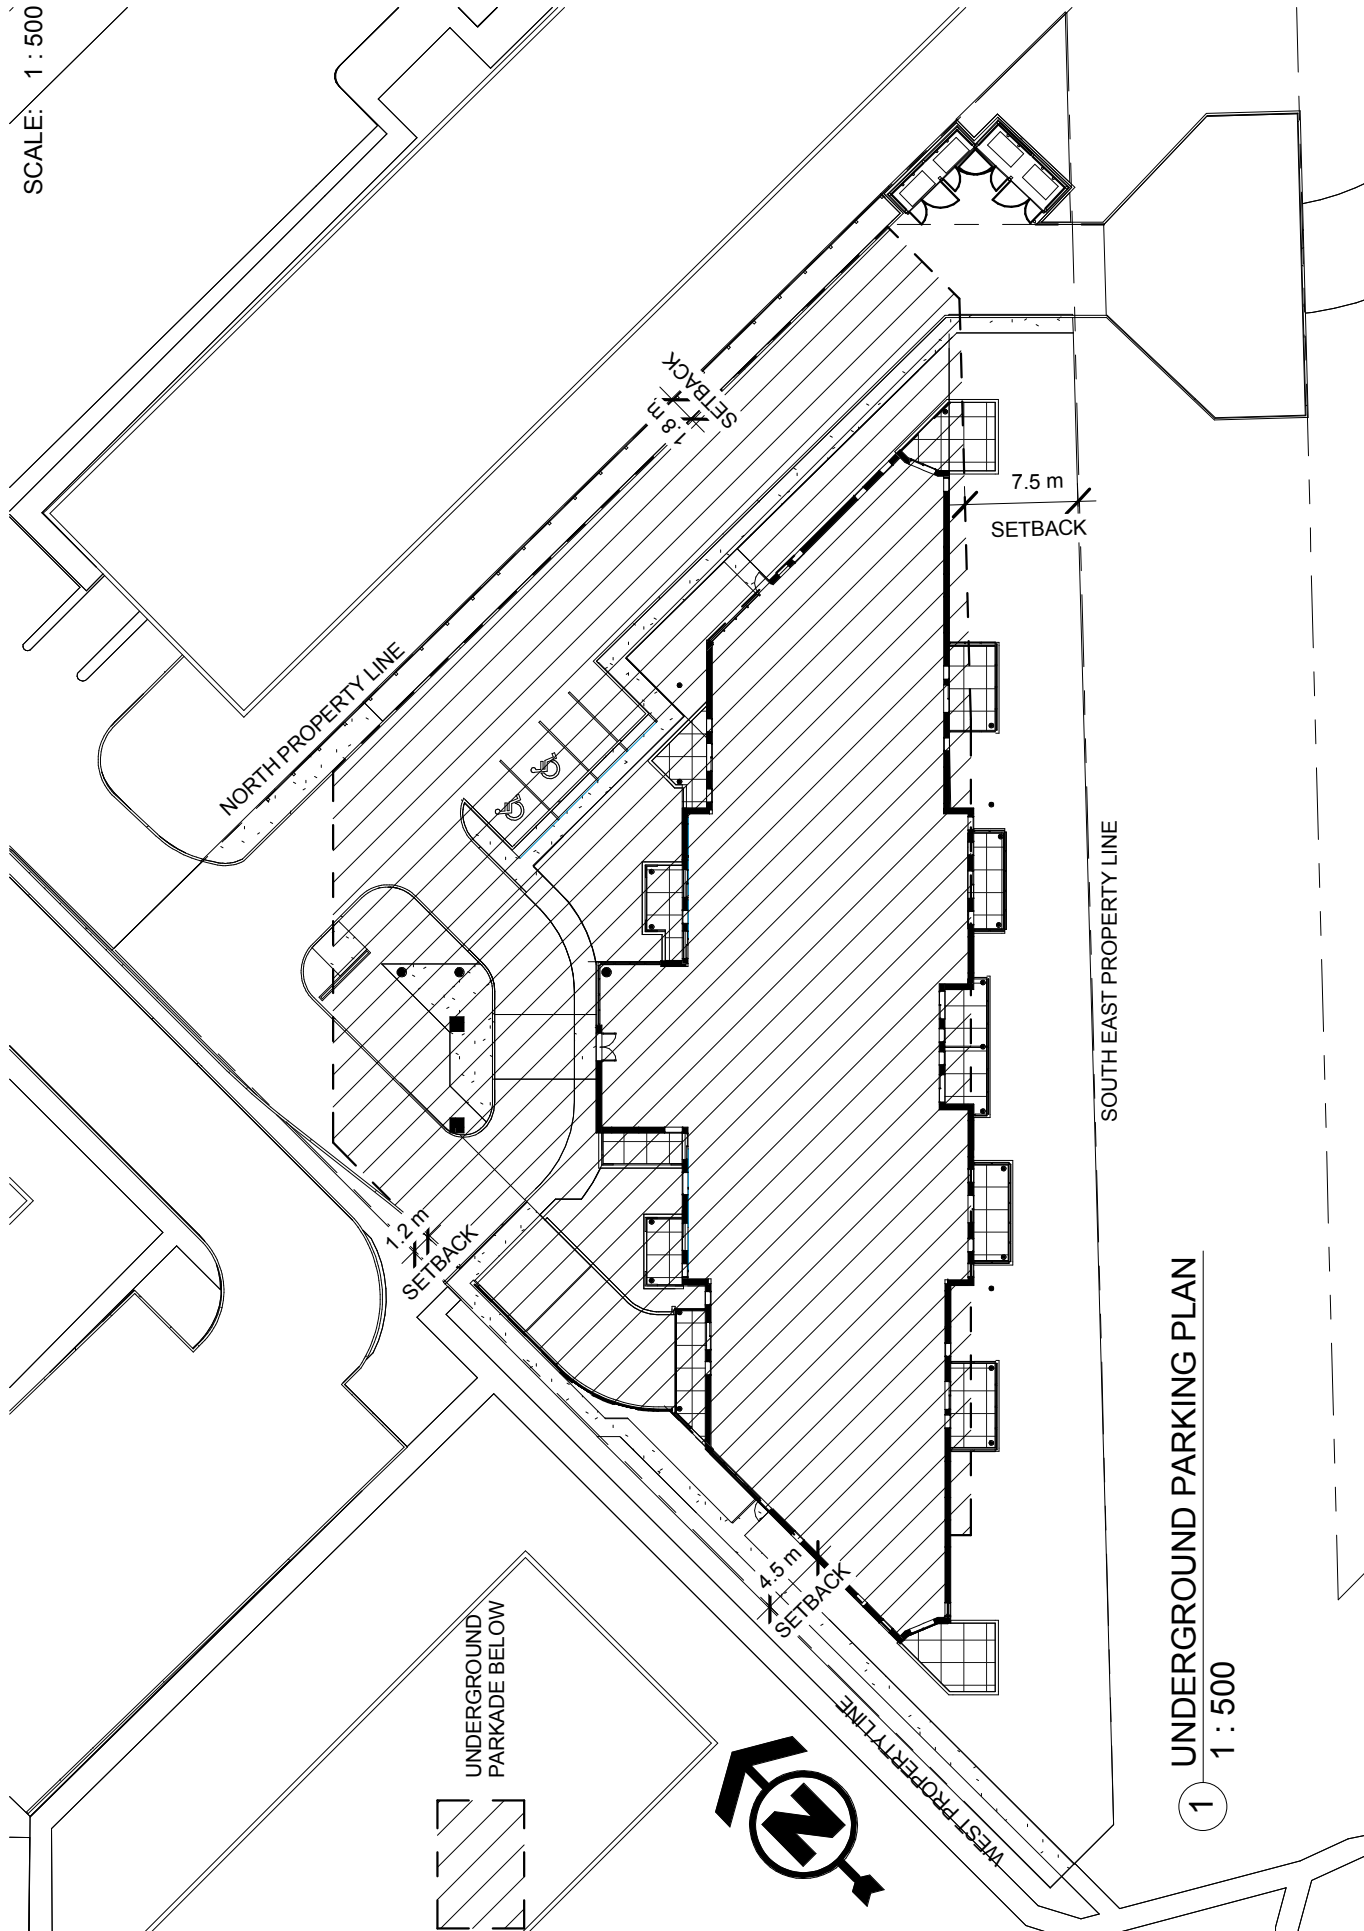 SCALE: 1 : 500
NORTH PROPERTY LINE
1.8 m
SETBACK
7.5 m
SETBACK
SOUTH EAST PROPERTY LINE
1.2 m
SETBACK
4.5 m
SETBACK
WEST PROPERTY LINE
UNDERGROUND
PARKADE BELOW
N
1
UNDERGROUND PARKING PLAN
1 : 500